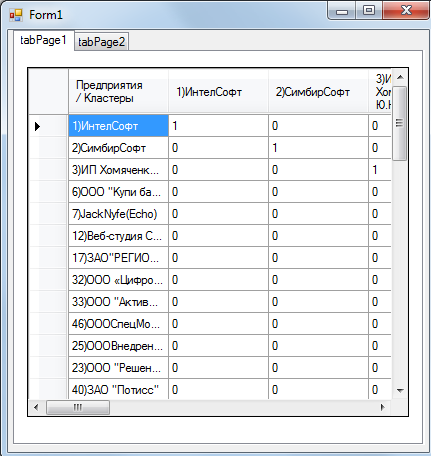 Form1
tabPage1 tabPage2
Предприятия / Кластеры 1)ИнтелСофт 2)СимбирСофт 3)И Хом Ю.Н
1)ИнтелСофт 1 0 0
2)СимбирСофт 0 1 0
3)ИП Хомяченк... 0 0 1
6)ООО "Купи ба... 0 0 0
7)JackNyfe(Echo) 0 0 0
12)Веб-студия С... 0 0 0
17)ЗАО"РЕГИО... 0 0 0
32)ООО «Цифро... 0 0 0
33)ООО "Актив... 0 0 0
46)ОООСпецМо... 0 0 0
25)ОООВнедрен... 0 0 0
23)ООО "Решен... 0 0 0
40)ЗАО "Потисс" 0 0 0